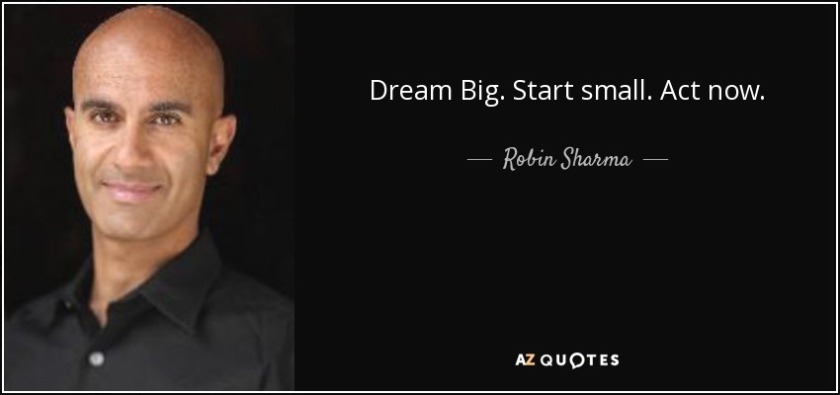 Dream Big. Start small. Act now.
Robin Sharma
AZ QUOTES